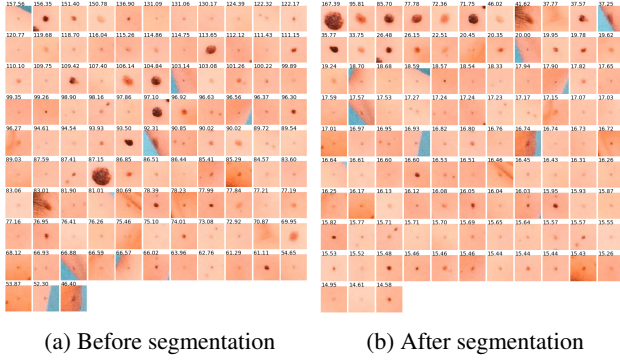 157.56 156.35 151.40 150.78 136.90 131.09 131.06 130.17 124.39 122.32 122.17
120.77 119.68 118.70 116.04 115.26 114.86 114.75 113.65 112.12 111.43 111.15
110.10 109.75 109.42 107.40 106.14 104.84 103.14 103.08 101.26 100.22 99.89
99.35 99.26 98.90 98.16 97.86 97.10 96.92 96.63 96.56 96.37 96.30
96.27 94.61 94.54 93.93 93.50 92.31 90.85 90.02 90.02 89.72 89.54
89.03 87.59 87.41 87.15 86.85 86.51 86.44 85.41 85.29 84.57 83.60
83.06 83.01 81.90 81.01 80.69 78.39 78.23 77.99 77.84 77.21 77.19
77.16 76.95 76.41 76.26 75.46 75.10 74.01 73.08 72.92 70.87 69.95
68.12 66.93 66.88 66.59 66.57 66.02 63.96 62.76 61.29 61.11 54.65
53.87 52.30 46.40
(a) Before segmentation
167.39 95.81 85.70 77.78 72.36 71.75 46.02 41.62 37.77 37.57 37.25
35.77 33.75 26.48 26.15 22.51 20.45 20.35 20.00 19.95 19.78 19.62
19.24 18.70 18.68 18.59 18.57 18.54 18.33 17.94 17.90 17.82 17.65
17.59 17.57 17.53 17.27 17.24 17.24 17.23 17.17 17.15 17.07 17.03
17.01 16.97 16.95 16.93 16.82 16.80 16.76 16.74 16.74 16.73 16.72
16.64 16.61 16.60 16.60 16.53 16.51 16.46 16.45 16.43 16.31 16.26
16.25 16.17 16.13 16.12 16.08 16.05 16.04 16.03 15.95 15.93 15.87
15.82 15.77 15.71 15.71 15.70 15.69 15.65 15.64 15.57 15.57 15.55
15.53 15.52 15.48 15.46 15.46 15.46 15.44 15.44 15.44 15.43 15.26
14.95 14.61 14.58
(b) After segmentation